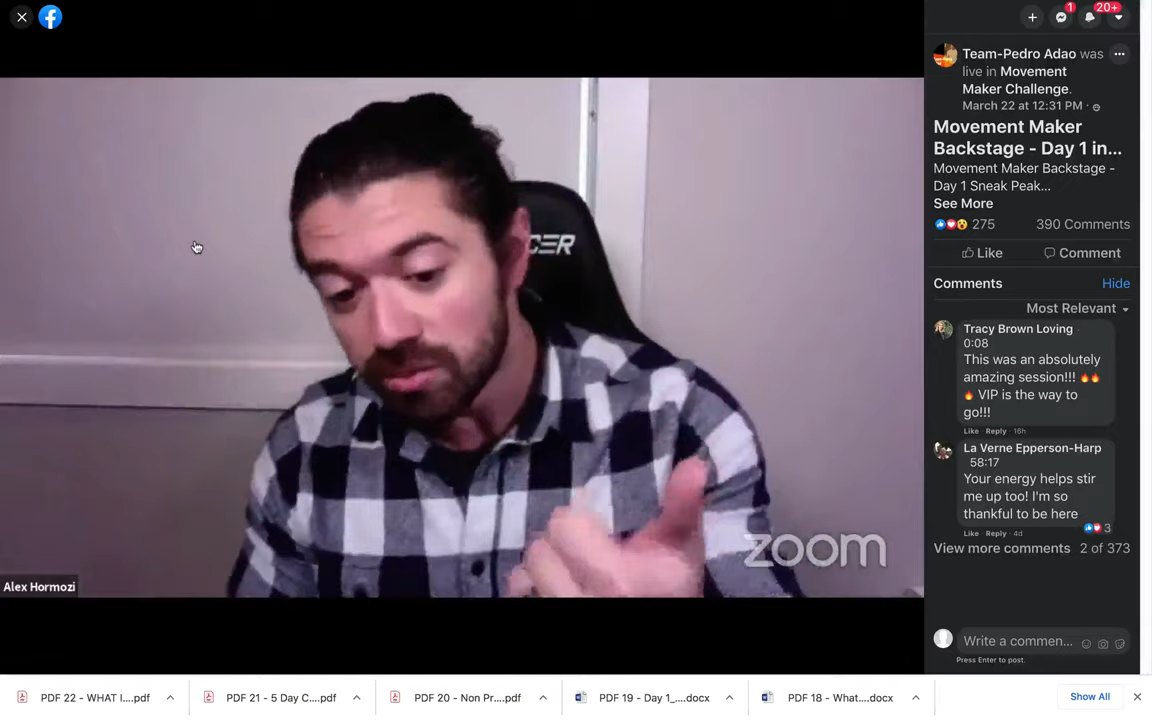 1
20+
Team-Pedro Adao was
live in Movement
Maker Challenge.
March 22 at 12:31 PM ·
Movement Maker
Backstage - Day 1 in...
Movement Maker Backstage -
Day 1 Sneak Peak...
See More
275 390 Comments
Like Comment
Comments Hide
Most Relevant
Tracy Brown Loving ·
0:08
This was an absolutely
amazing session!!! 🔥🔥
🔥 VIP is the way to
go!!!
Like · Reply · 16h
La Verne Epperson-Harp
· 58:17
Your energy helps stir
me up too! I'm so
thankful to be here
3
Like · Reply · 4d
View more comments 2 of 373
Write a commen...
Press Enter to post.
CER
zoom
Alex Hormozi
PDF 22 - WHAT I....pdf
PDF 21 - 5 Day C....pdf
PDF 20 - Non Pr....pdf
PDF 19 - Day 1_....docx
PDF 18 - What....docx
Show All